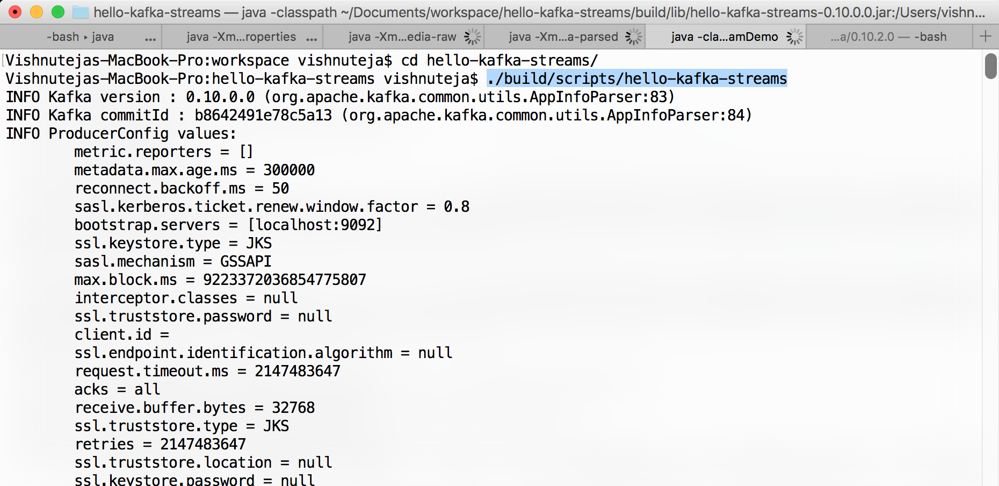 hello-kafka-streams — java -classpath ~/Documents/workspace/hello-kafka-streams/build/lib/hello-kafka-streams-0.10.0.0.jar:/Users/vishn...
-bash ▸ java ... java -Xm...roperties ... java -Xm...edia-raw java -Xm...a-parsed java -cla...amDemo ...a/0.10.2.0 — -bash +
[Vishnutejas-MacBook-Pro:workspace vishnuteja$ cd hello-kafka-streams/
Vishnutejas-MacBook-Pro:hello-kafka-streams vishnuteja$ ./build/scripts/hello-kafka-streams
INFO Kafka version : 0.10.0.0 (org.apache.kafka.common.utils.AppInfoParser:83)
INFO Kafka commitId : b8642491e78c5a13 (org.apache.kafka.common.utils.AppInfoParser:84)
INFO ProducerConfig values:
metric.reporters = []
metadata.max.age.ms = 300000
reconnect.backoff.ms = 50
sasl.kerberos.ticket.renew.window.factor = 0.8
bootstrap.servers = [localhost:9092]
ssl.keystore.type = JKS
sasl.mechanism = GSSAPI
max.block.ms = 9223372036854775807
interceptor.classes = null
ssl.truststore.password = null
client.id =
ssl.endpoint.identification.algorithm = null
request.timeout.ms = 2147483647
acks = all
receive.buffer.bytes = 32768
ssl.truststore.type = JKS
retries = 2147483647
ssl.truststore.location = null
ssl.keystore.password = null